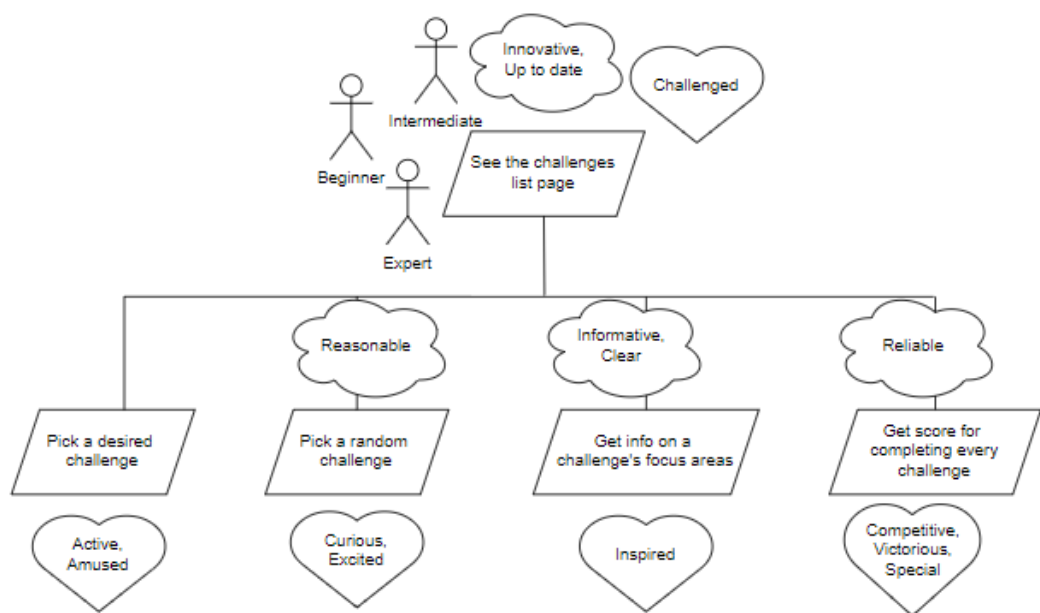 Innovative,
Up to date
Challenged
Intermediate
Beginner
See the challenges
list page
Expert
Reasonable
Informative,
Clear
Reliable
Pick a desired
challenge
Pick a random
challenge
Get info on a
challenge's focus areas
Get score for
completing every
challenge
Active,
Amused
Curious,
Excited
Inspired
Competitive,
Victorious,
Special